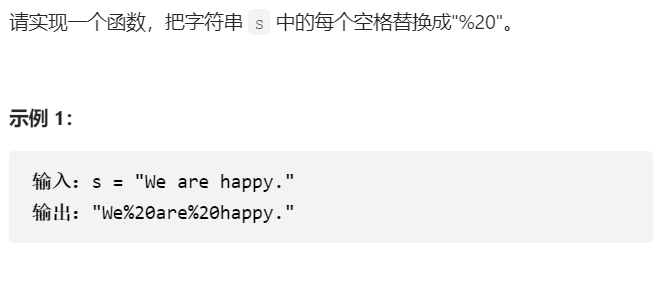 请实现一个函数，把字符串 s 中的每个空格替换成"%20"。
示例 1：
输入：s = "We are happy."
输出："We%20are%20happy."